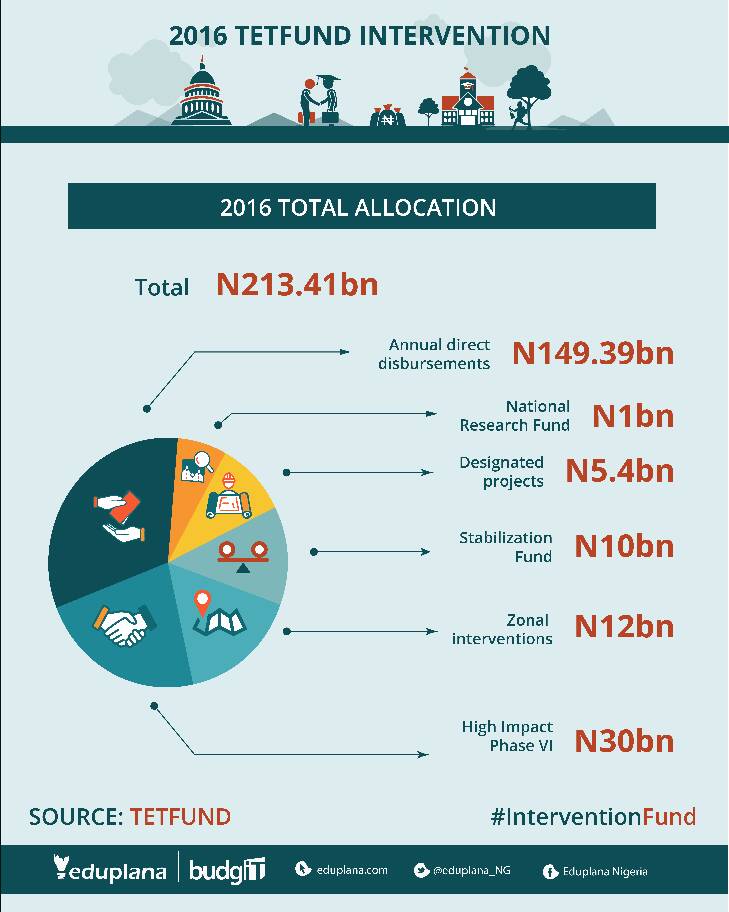 2016 TETFUND INTERVENTION
₦
2016 TOTAL ALLOCATION
Total N213.41bn
Annual direct
disbursements
N149.39bn
National
Research Fund
N1bn
Designated
projects
N5.4bn
Stabilization
Fund
N10bn
Zonal
interventions
N12bn
High Impact
Phase VI
N30bn
SOURCE: TETFUND
#InterventionFund
eduplana
budgIT
eduplana.com
@eduplana_NG
Eduplana Nigeria